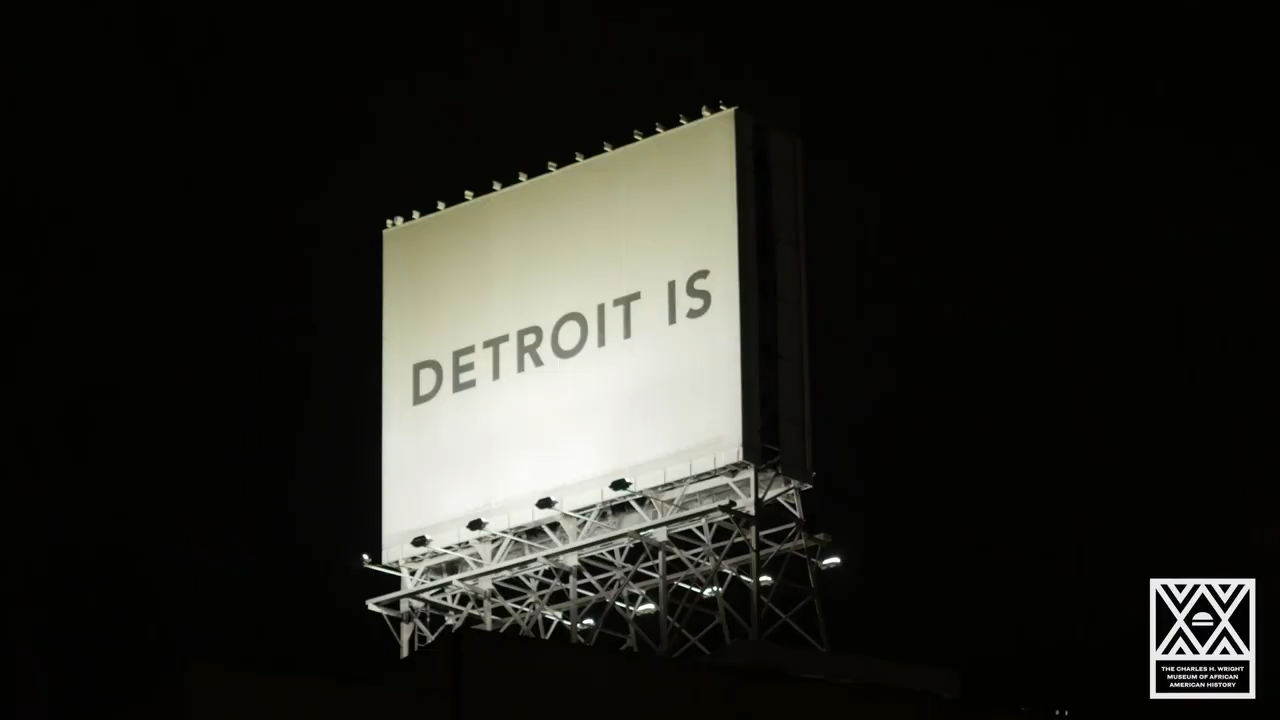 DETROIT IS
THE CHARLES H. WRIGHT
MUSEUM OF AFRICAN
AMERICAN HISTORY